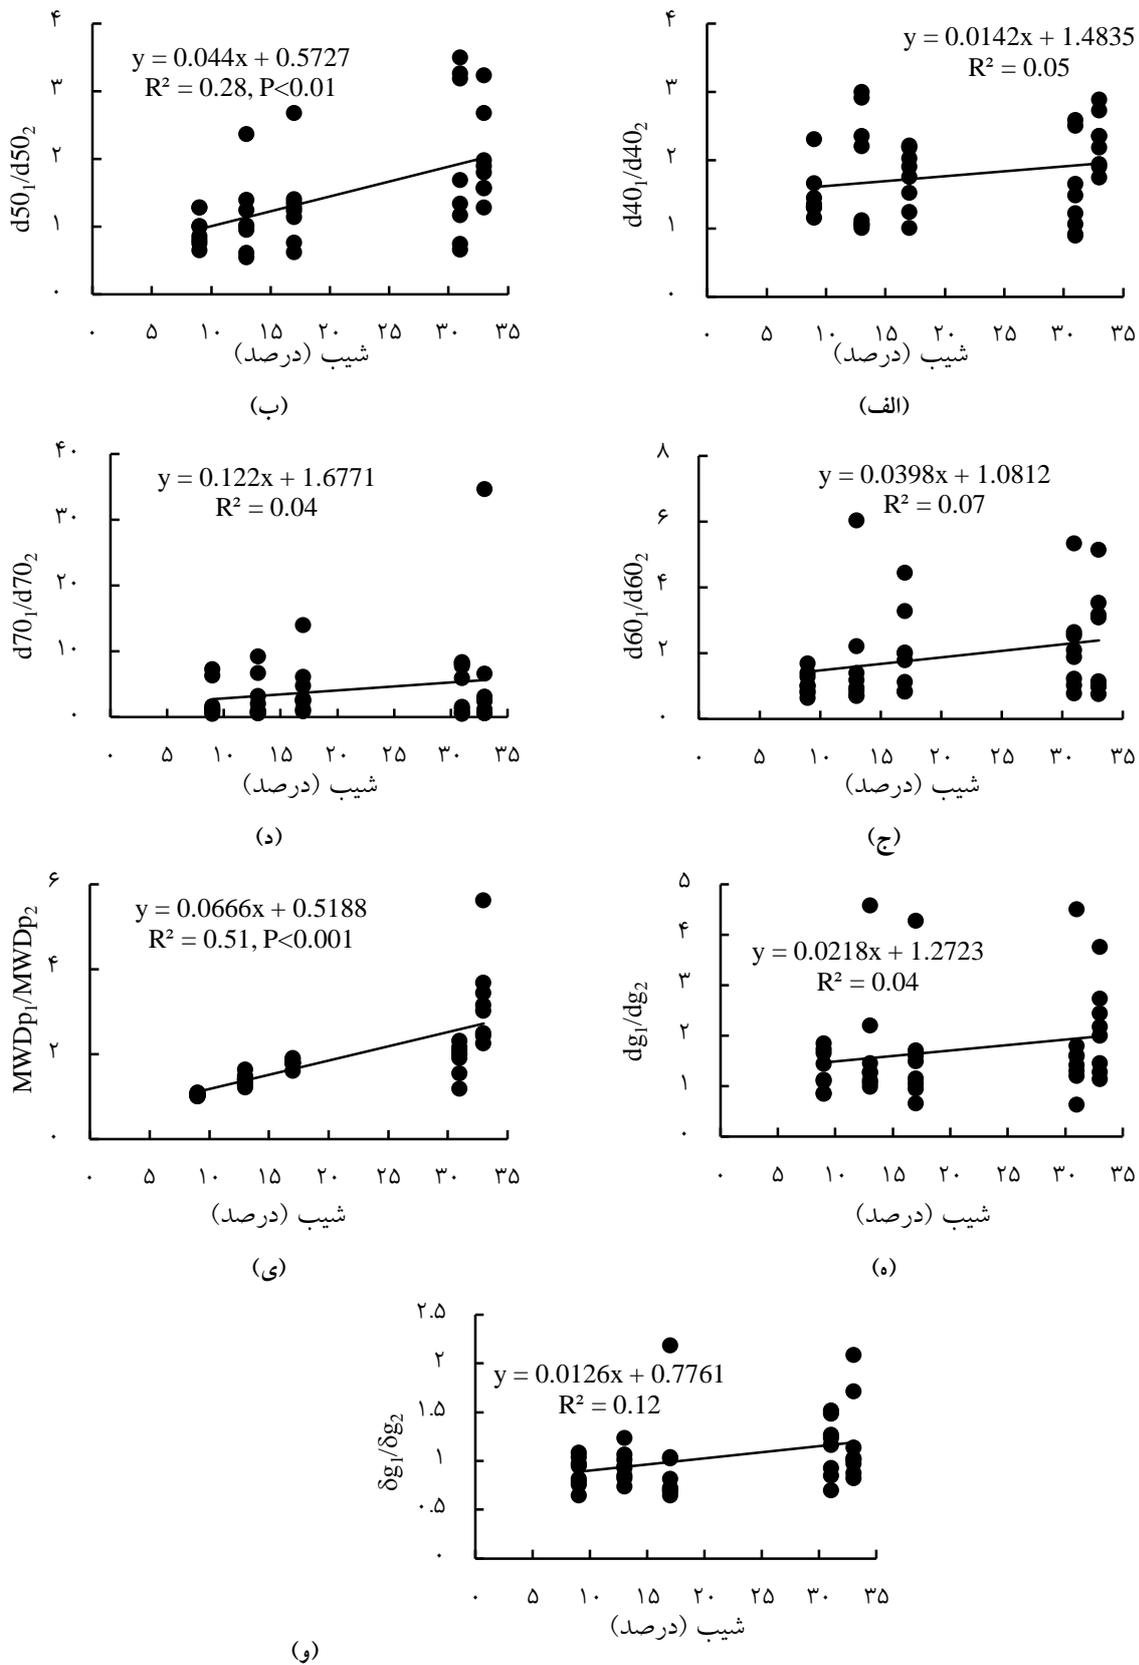 y = 0.0142x + 1.4835
R² = 0.05
d40₁/d40₂
۴
۳
۲
۱
۰
۰ ۵ ۱۰ ۱۵ ۲۰ ۲۵ ۳۰ ۳۵
شیب (درصد)
(الف)
y = 0.044x + 0.5727
R² = 0.28, P<0.01
d50₁/d50₂
۴
۳
۲
۱
۰
۰ ۵ ۱۰ ۱۵ ۲۰ ۲۵ ۳۰ ۳۵
شیب (درصد)
(ب)
y = 0.0398x + 1.0812
R² = 0.07
d60₁/d60₂
۸
۶
۴
۲
۰
۰ ۵ ۱۰ ۱۵ ۲۰ ۲۵ ۳۰ ۳۵
شیب (درصد)
(ج)
y = 0.122x + 1.6771
R² = 0.04
d70₁/d70₂
۴۰
۳۰
۲۰
۱۰
۰
۰ ۵ ۱۰ ۱۵ ۲۰ ۲۵ ۳۰ ۳۵
شیب (درصد)
(د)
y = 0.0218x + 1.2723
R² = 0.04
dg₁/dg₂
۵
۴
۳
۲
۱
۰
۰ ۵ ۱۰ ۱۵ ۲۰ ۲۵ ۳۰ ۳۵
شیب (درصد)
(ه)
y = 0.0666x + 0.5188
R² = 0.51, P<0.001
MWDp₁/MWDp₂
۶
۴
۲
۰
۰ ۵ ۱۰ ۱۵ ۲۰ ۲۵ ۳۰ ۳۵
شیب (درصد)
(ی)
y = 0.0126x + 0.7761
R² = 0.12
δg₁/δg₂
۲.۵
۲
۱.۵
۱
۰.۵
۰
۰ ۵ ۱۰ ۱۵ ۲۰ ۲۵ ۳۰ ۳۵
شیب (درصد)
(و)